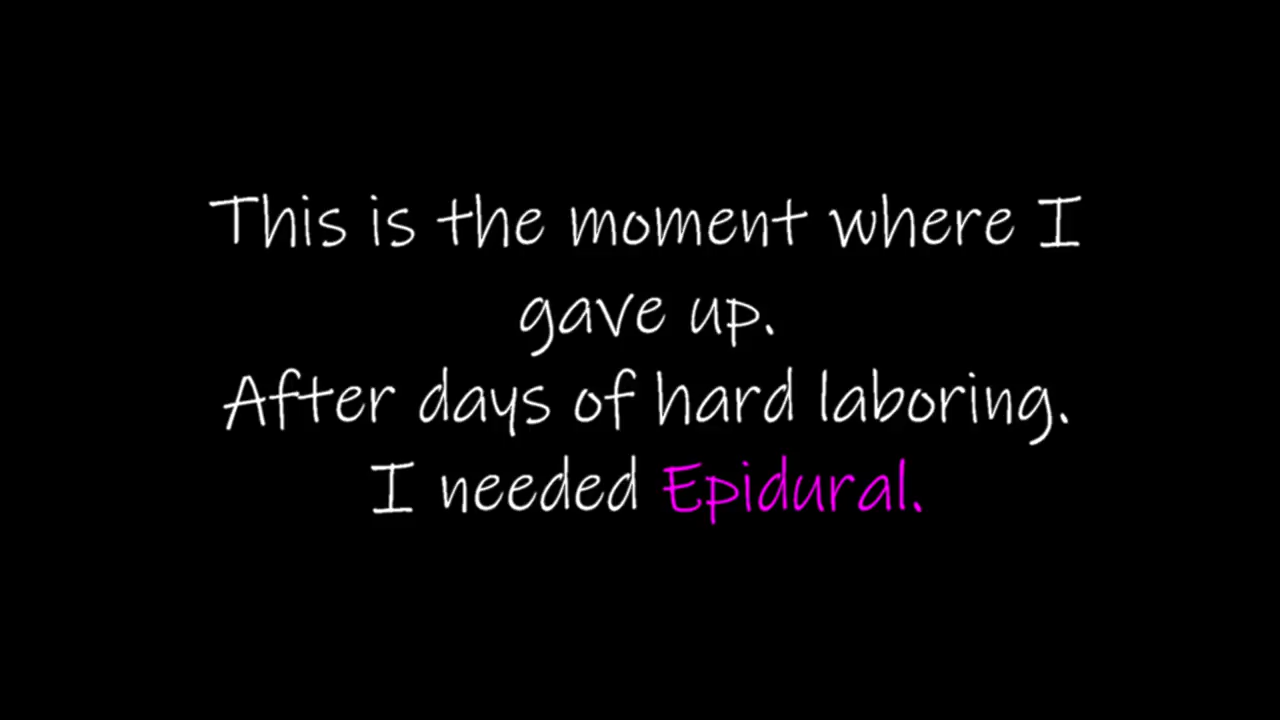 This is the moment where I
gave up.
After days of hard laboring.
I needed Epidural.